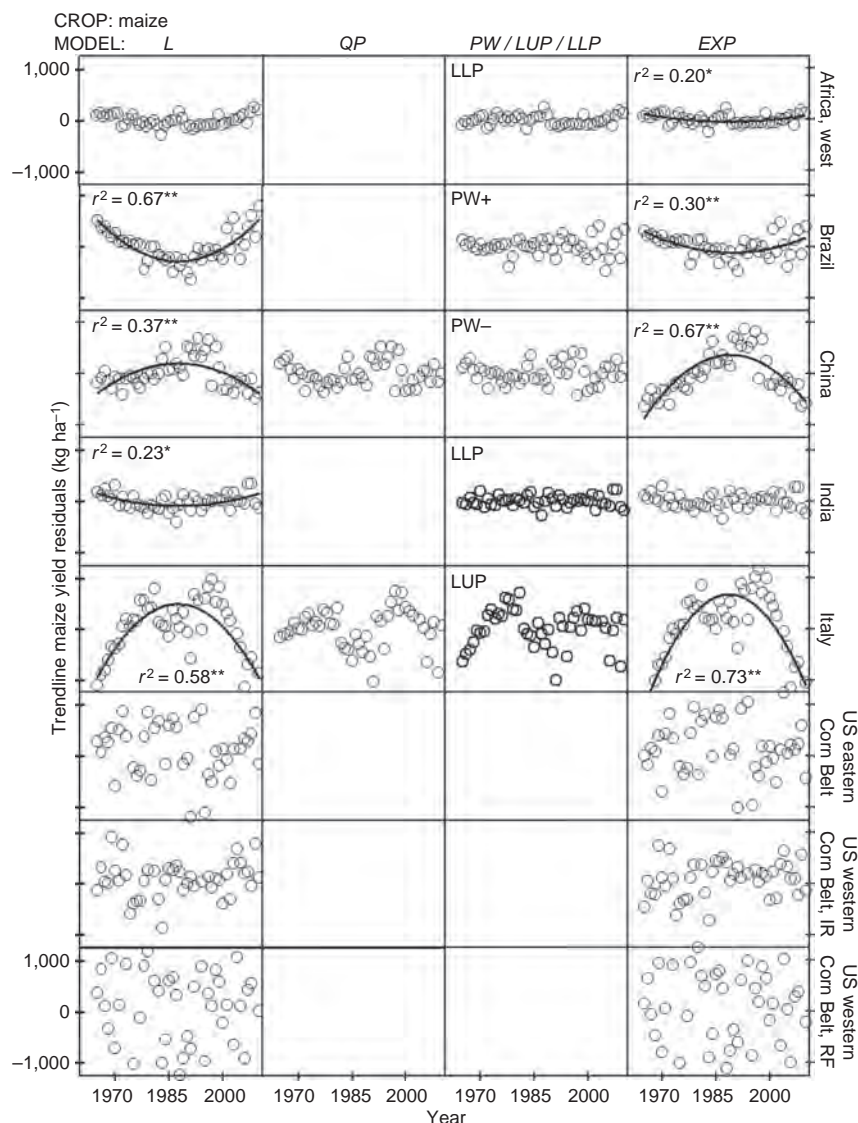 CROP: maize
MODEL: L QP PW / LUP / LLP EXP
1,000
0
−1,000
LLP
r² = 0.20*
Africa, west
r² = 0.67**
PW+
r² = 0.30**
Brazil
r² = 0.37**
PW−
r² = 0.67**
China
r² = 0.23*
LLP
India
LUP
r² = 0.58**
r² = 0.73**
Italy
US eastern
Corn Belt
US western
Corn Belt, IR
1,000
0
−1,000
US western
Corn Belt, RF
Trendline maize yield residuals (kg ha⁻¹)
1970 1985 2000 1970 1985 2000 1970 1985 2000 1970 1985 2000
Year